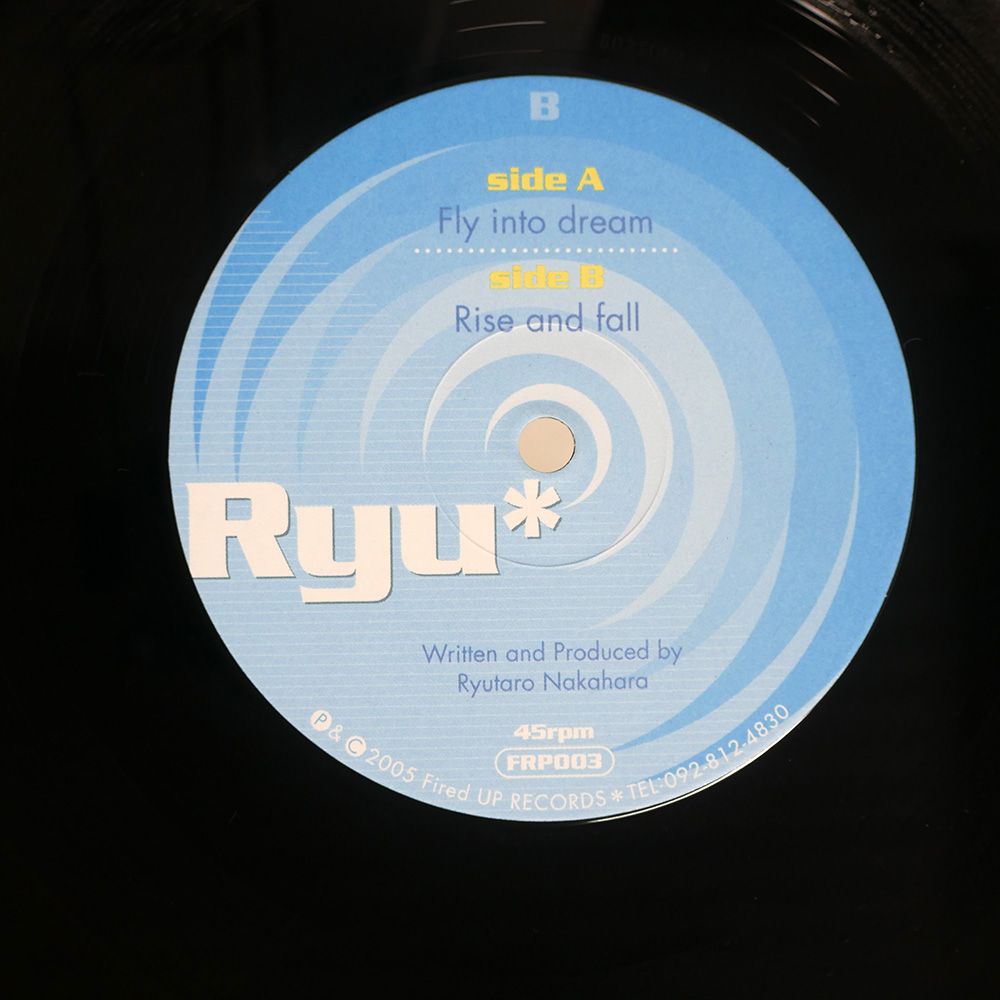 B
side A
Fly into dream
side B
Rise and fall
Ryu*
Written and Produced by
Ryutaro Nakahara
45rpm
FRP003
Ⓟ & © 2005 Fired UP RECORDS * TEL:092-812-4830